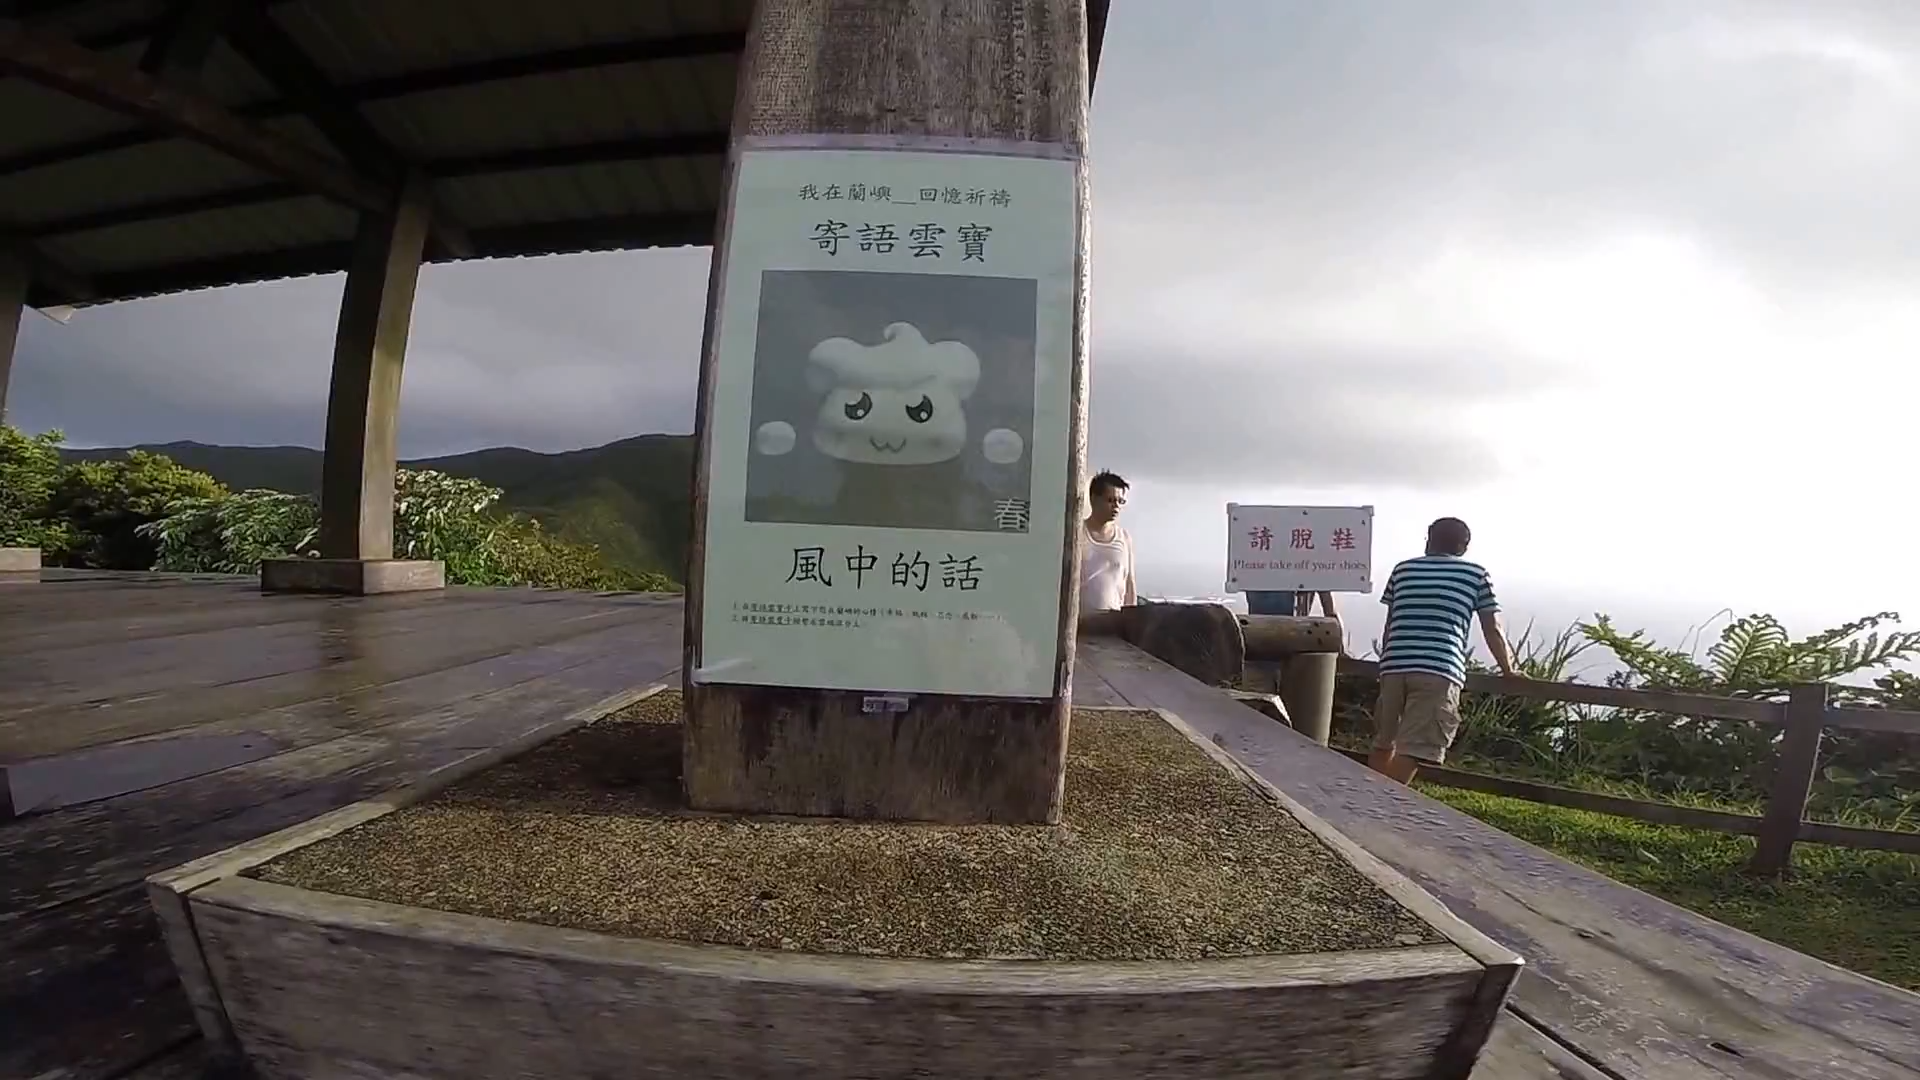 我在蘭嶼__回憶祈禱
寄語雲寶
春
風中的話
請脫鞋
Please take off your shoes